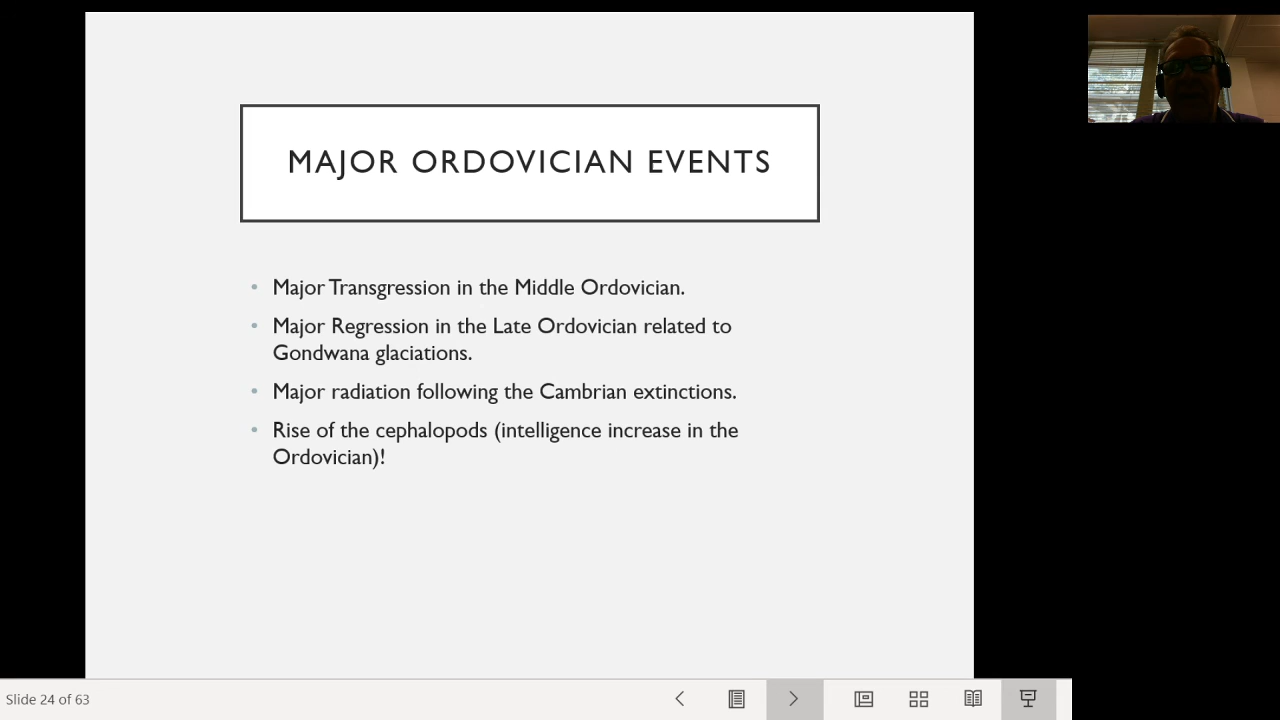 MAJOR ORDOVICIAN EVENTS
• Major Transgression in the Middle Ordovician.
• Major Regression in the Late Ordovician related to
Gondwana glaciations.
• Major radiation following the Cambrian extinctions.
• Rise of the cephalopods (intelligence increase in the
Ordovician)!
Slide 24 of 63